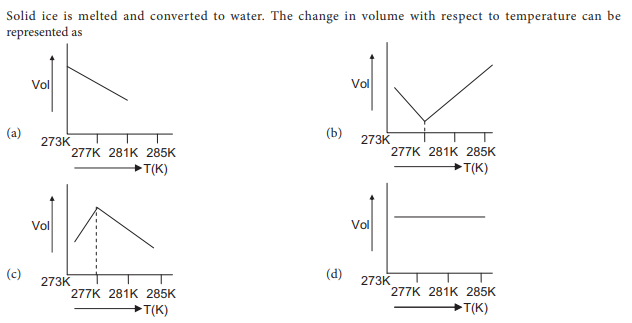 Solid ice is melted and converted to water. The change in volume with respect to temperature can be
represented as
(a)
Vol
273K
277K 281K 285K
T(K)
(b)
Vol
273K
277K 281K 285K
T(K)
(c)
Vol
273K
277K 281K 285K
T(K)
(d)
Vol
273K
277K 281K 285K
T(K)